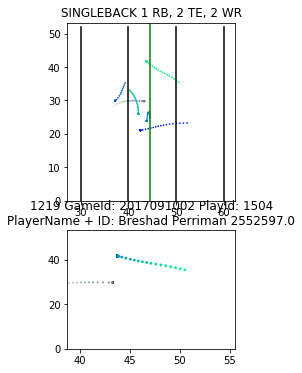 SINGLEBACK 1 RB, 2 TE, 2 WR
50
40
30
20
10
0
30 40 50 60
1219 GameId: 2017091002 PlayId: 1504
PlayerName + ID: Breshad Perriman 2552597.0
40
20
0
40 45 50 55